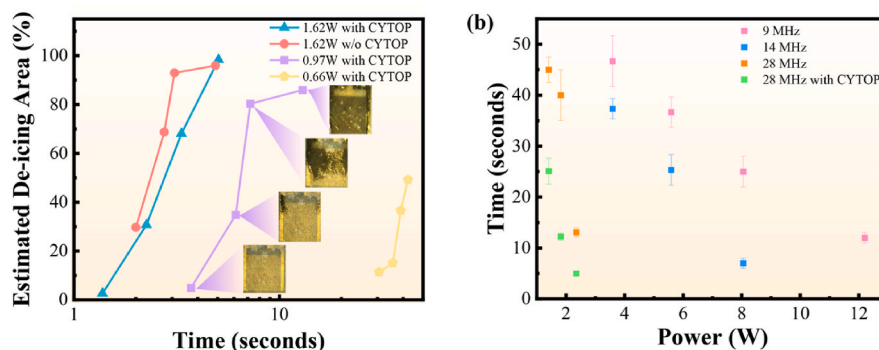 Estimated De-icing Area (%)
100
80
60
40
20
0
1
10
Time (seconds)
1.62W with CYTOP
1.62W w/o CYTOP
0.97W with CYTOP
0.66W with CYTOP
(b)
Time (seconds)
50
40
30
20
10
0
2
4
6
8
10
12
Power (W)
9 MHz
14 MHz
28 MHz
28 MHz with CYTOP